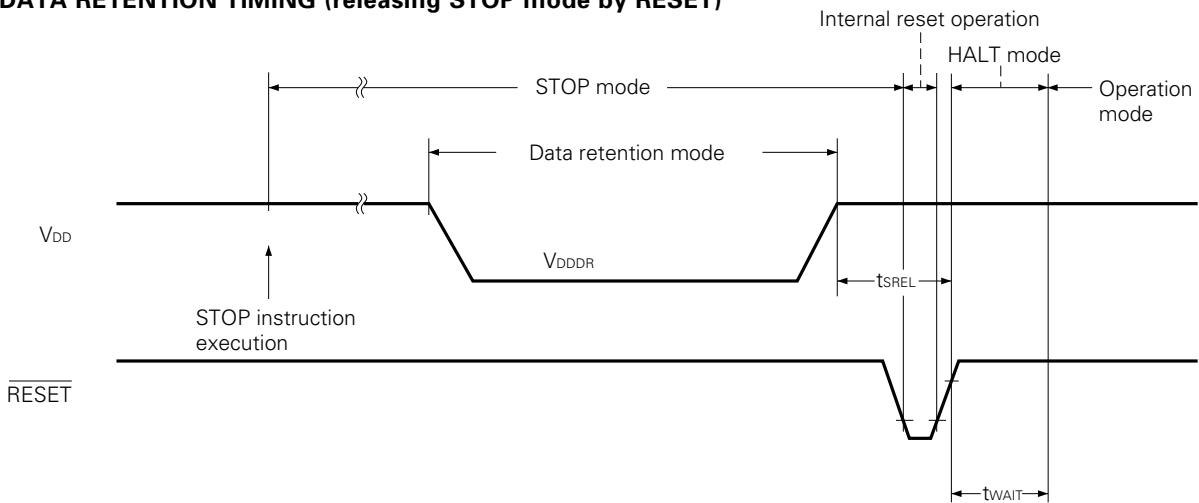 DATA RETENTION TIMING (releasing STOP mode by RESET)
Internal reset operation
HALT mode
STOP mode
Operation
mode
Data retention mode
VDD
VDDDR
tSREL
STOP instruction
execution
RESET
tWAIT